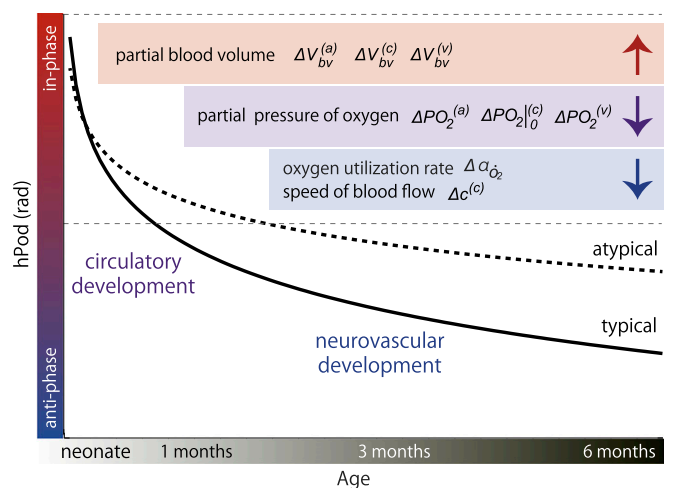 in-phase
hPod (rad)
anti-phase
partial blood volume ΔV_bv^(a) ΔV_bv^(c) ΔV_bv^(v)
partial pressure of oxygen ΔPO₂^(a) ΔPO₂|₀^(c) ΔPO₂^(v)
oxygen utilization rate Δα_Ȯ₂
speed of blood flow Δc^(c)
atypical
circulatory
development
typical
neurovascular
development
neonate 1 months 3 months 6 months
Age